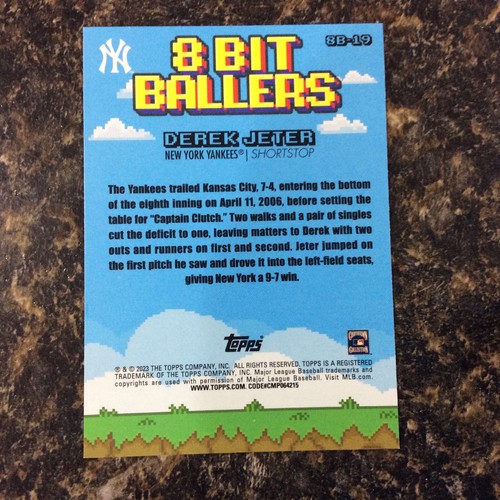 8B-19
8 BIT
BALLERS
DEREK JETER
NEW YORK YANKEES® | SHORTSTOP
The Yankees trailed Kansas City, 7-4, entering the bottom
of the eighth inning on April 11, 2006, before setting the
table for “Captain Clutch.” Two walks and a pair of singles
cut the deficit to one, leaving matters to Derek with two
outs and runners on first and second. Jeter jumped on
the first pitch he saw and drove it into the left-field seats,
giving New York a 9-7 win.
Topps
® & © 2023 THE TOPPS COMPANY, INC. ALL RIGHTS RESERVED. TOPPS IS A REGISTERED
TRADEMARK OF THE TOPPS COMPANY, INC. Major League Baseball trademarks and
copyrights are used with permission of Major League Baseball. Visit MLB.com.
WWW.TOPPS.COM. CODE#CMP064215